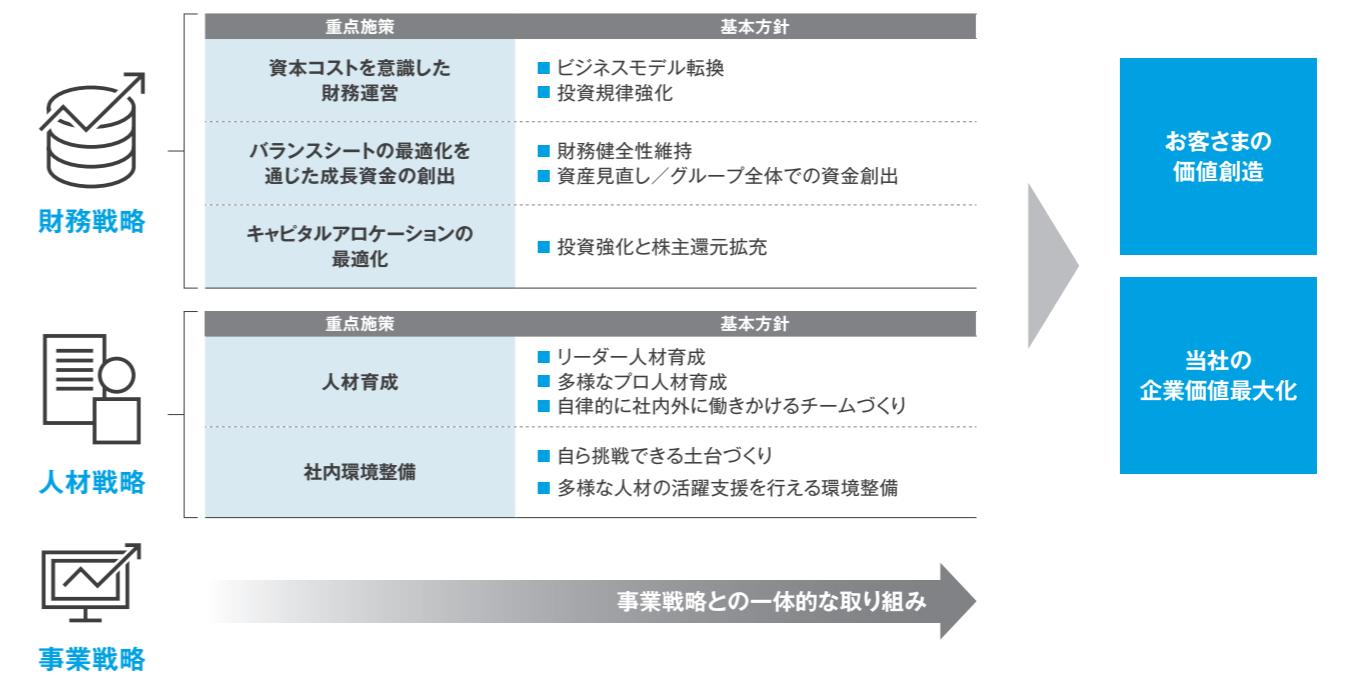 財務戦略
重点施策 基本方針
資本コストを意識した
財務運営
■ ビジネスモデル転換
■ 投資規律強化
バランスシートの最適化を
通じた成長資金の創出
■ 財務健全性維持
■ 資産見直し／グループ全体での資金創出
キャピタルアロケーションの
最適化
■ 投資強化と株主還元拡充
人材戦略
重点施策 基本方針
人材育成
■ リーダー人材育成
■ 多様なプロ人材育成
■ 自律的に社内外に働きかけるチームづくり
社内環境整備
■ 自ら挑戦できる土台づくり
■ 多様な人材の活躍支援を行える環境整備
事業戦略
事業戦略との一体的な取り組み
お客さまの
価値創造
当社の
企業価値最大化